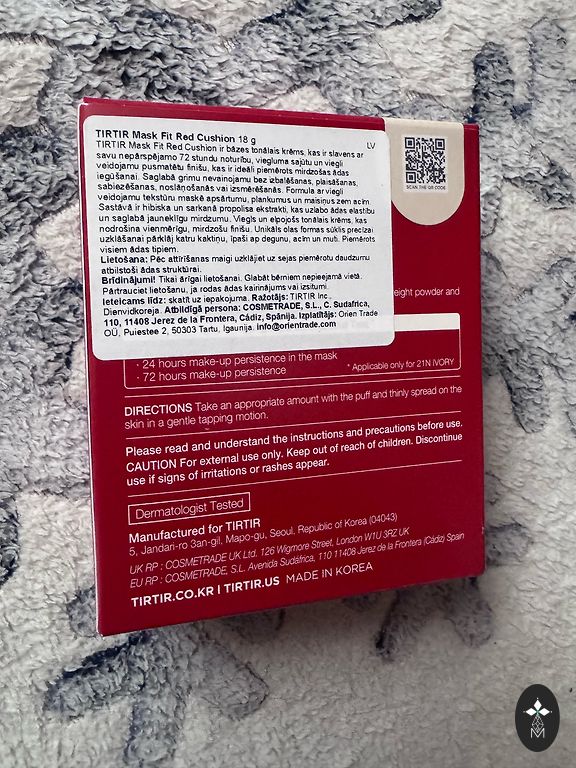 TIRTIR Mask Fit Red Cushion 18 g
LV
TIRTIR Mask Fit Red Cushion ir bāzes tonālais krēms, kas ir slavens ar
savu nepārspējamo 72 stundu noturību, viegluma sajūtu un viegli
veidojamu pusmatētu finišu, kas ir ideāli piemērots mirdzošas ādas
iegūšanai. Saglabā grimu nevainojamu bez izbalēšanas, plaisāšanas,
sabiezēšanas, noslāņošanās vai izsmērēšanās. Formula ar viegli
veidojamu tekstūru maskē apsārtumu, plankumus un maisiņus zem acīm.
Sastāvā ir hibiska un sarkanā propolisa ekstrakti, kas uzlabo ādas elastību
un saglabā jauneklīgu mirdzumu. Viegls un elpojošs tonālais krēms, kas
nodrošina vienmērīgu, mirdzošu finišu. Unikāls olas formas sūklis precīzai
uzklāšanai pārklāj katru kaktiņu, īpaši ap degunu, acīm un muti. Piemērots
visiem ādas tipiem.
Lietošana: Pēc attīrīšanas maigi uzklājiet uz sejas piemērotu daudzumu
atbilstoši ādas struktūrai.
Brīdinājumi! Tikai ārīgai lietošanai. Glabāt bērniem nepieejamā vietā.
Pārtrauciet lietošanu, ja rodas ādas kairinājums vai izsitumi.
Ieteicams līdz: skatīt uz iepakojuma. Ražotājs: TIRTIR Inc.,
Dienvidkoreja. Atbildīgā persona: COSMETRADE, S.L., C. Sudafrica,
110, 11408 Jerez de la Frontera, Cádiz, Spānija. Izplatītājs: Orien Trade
OÜ, Puiestee 2, 50303 Tartu, Igaunija. info@orientrade.com
SCAN THE QR CODE
eight powder and
· 24 hours make-up persistence in the mask
· 72 hours make-up persistence
* Applicable only for 21N IVORY
DIRECTIONS Take an appropriate amount with the puff and thinly spread on the
skin in a gentle tapping motion.
Please read and understand the instructions and precautions before use.
CAUTION For external use only. Keep out of reach of children. Discontinue
use if signs of irritations or rashes appear.
Dermatologist Tested
Manufactured for TIRTIR
5, Jandari-ro 3an-gil, Mapo-gu, Seoul, Republic of Korea (04043)
UK RP : COSMETRADE UK Ltd. 126 Wigmore Street, London W1U 3RZ UK
EU RP : COSMETRADE, S.L. Avenida Sudáfrica, 110 11408 Jerez de la Frontera (Cádiz) Spain
TIRTIR.CO.KR | TIRTIR.US MADE IN KOREA
M